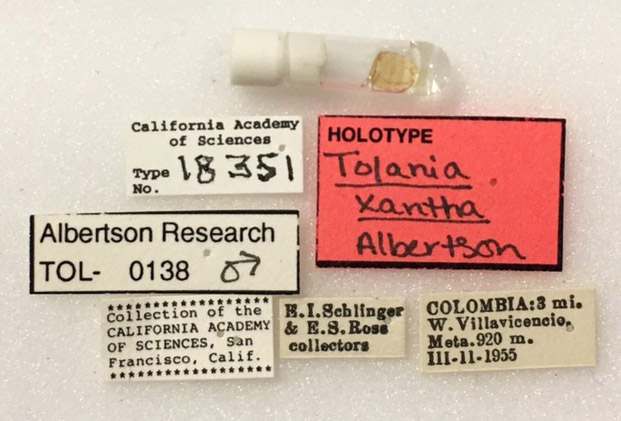 California Academy
of Sciences
Type
No. 18351
HOLOTYPE
Tolania
xantha
Albertson
Albertson Research
TOL- 0138 ♂
Collection of the
CALIFORNIA ACADEMY
OF SCIENCES, San
Francisco, Calif.
E.I.Schlinger
& E.S.Ross
collectors
COLOMBIA:3 mi.
W. Villavicencio,
Meta.920 m.
III-11-1955